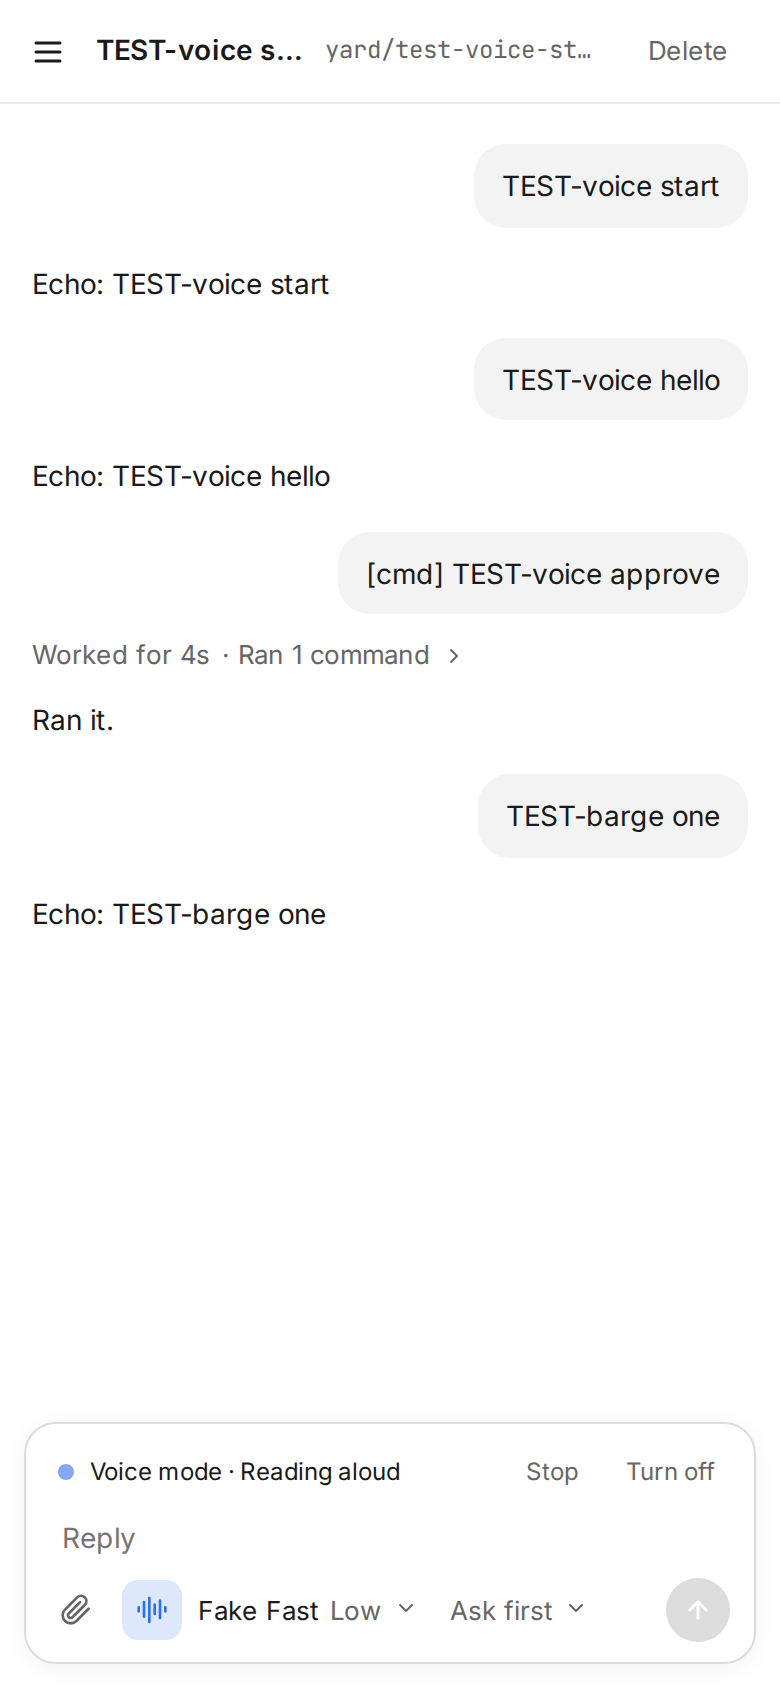 TEST-voice s... yard/test-voice-st… Delete
TEST-voice start
Echo: TEST-voice start
TEST-voice hello
Echo: TEST-voice hello
[cmd] TEST-voice approve
Worked for 4s · Ran 1 command
Ran it.
TEST-barge one
Echo: TEST-barge one
Voice mode · Reading aloud Stop Turn off
Reply
Fake Fast Low Ask first